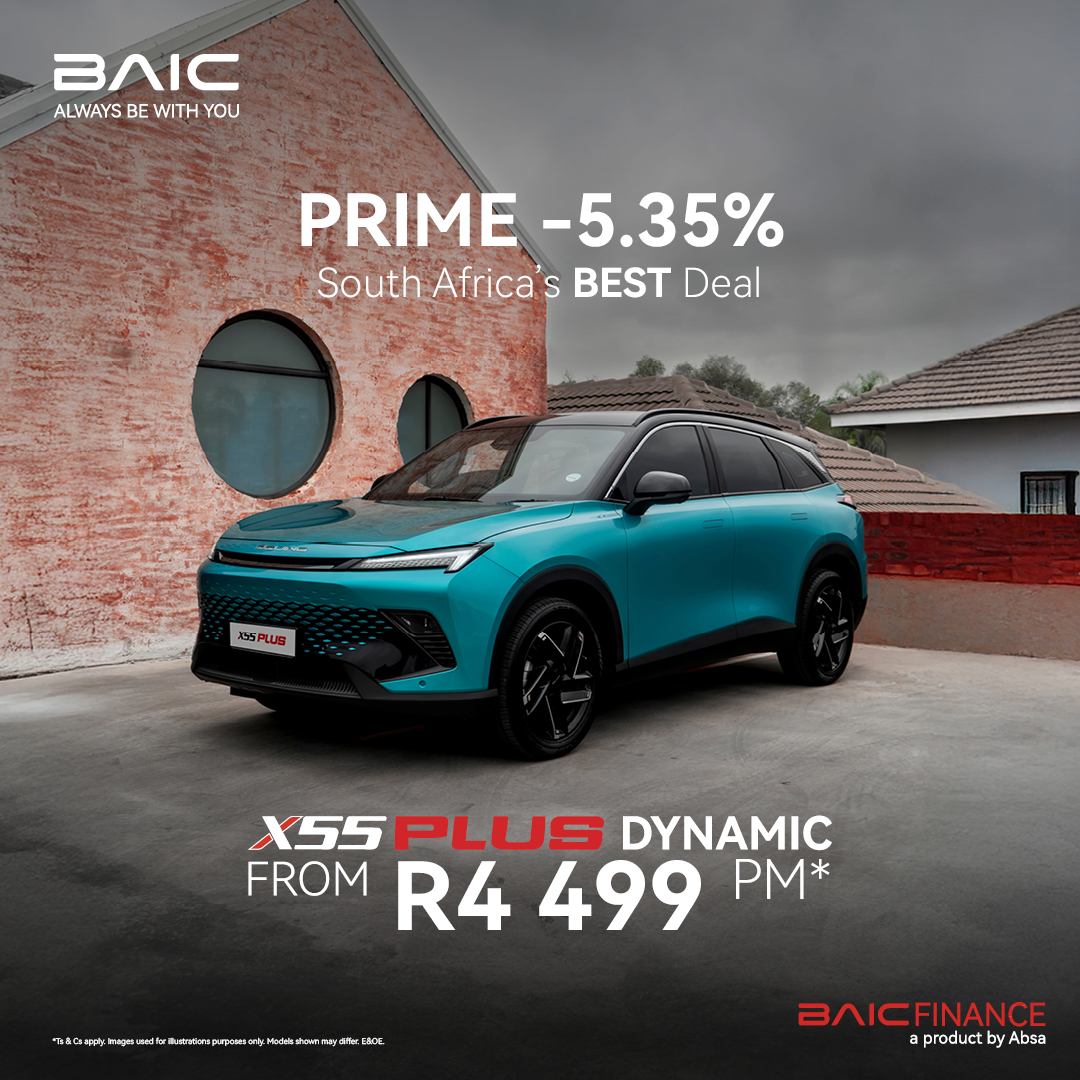 BAIC
ALWAYS BE WITH YOU
PRIME -5.35%
South Africa's BEST Deal
X55 PLUS
X55 PLUS DYNAMIC
FROM R4 499 PM*
BAIC FINANCE
a product by Absa
*Ts & Cs apply. Images used for illustrations purposes only. Models shown may differ. E&OE.